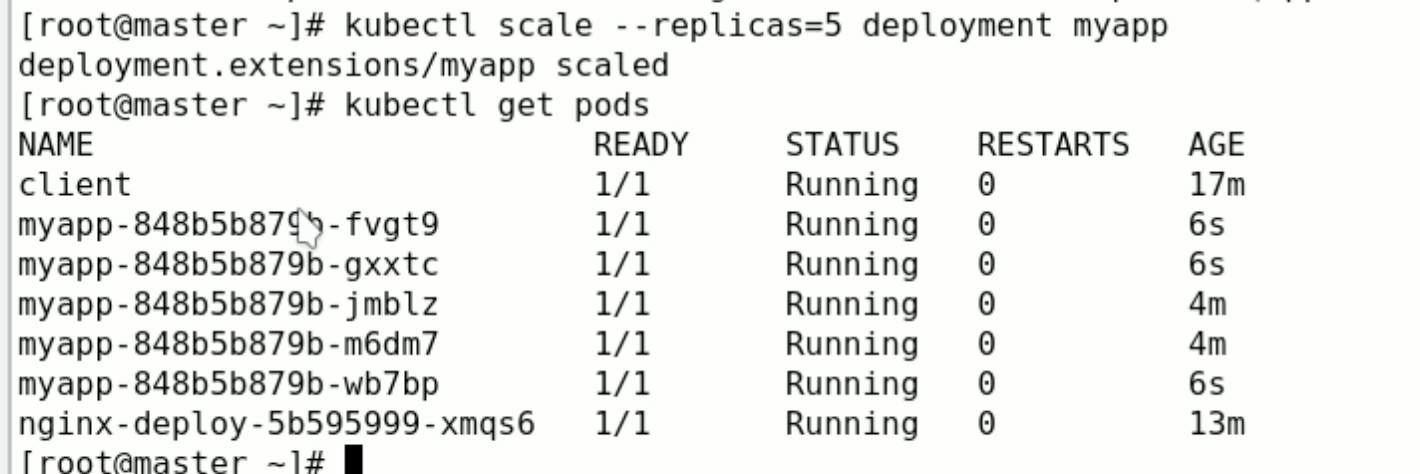 [root@master ~]# kubectl scale --replicas=5 deployment myapp
deployment.extensions/myapp scaled
[root@master ~]# kubectl get pods
NAME                          READY     STATUS    RESTARTS   AGE
client                        1/1       Running   0          17m
myapp-848b5b879b-fvgt9        1/1       Running   0          6s
myapp-848b5b879b-gxxtc        1/1       Running   0          6s
myapp-848b5b879b-jmblz        1/1       Running   0          4m
myapp-848b5b879b-m6dm7        1/1       Running   0          4m
myapp-848b5b879b-wb7bp        1/1       Running   0          6s
nginx-deploy-5b595999-xmqs6   1/1       Running   0          13m
[root@master ~]#